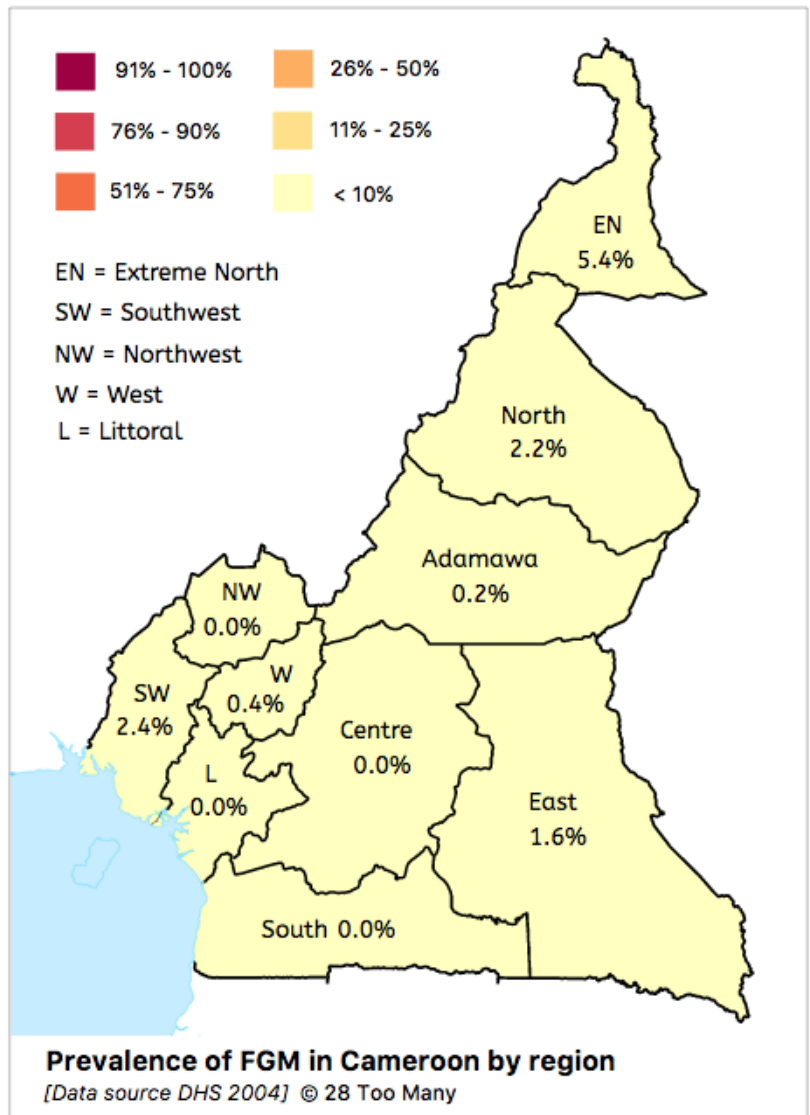 91% - 100%
26% - 50%
76% - 90%
11% - 25%
51% - 75%
< 10%
EN = Extreme North
SW = Southwest
NW = Northwest
W = West
L = Littoral
EN
5.4%
North
2.2%
Adamawa
0.2%
NW
0.0%
W
0.4%
SW
2.4%
Centre
0.0%
L
0.0%
East
1.6%
South 0.0%
Prevalence of FGM in Cameroon by region
[Data source DHS 2004] © 28 Too Many